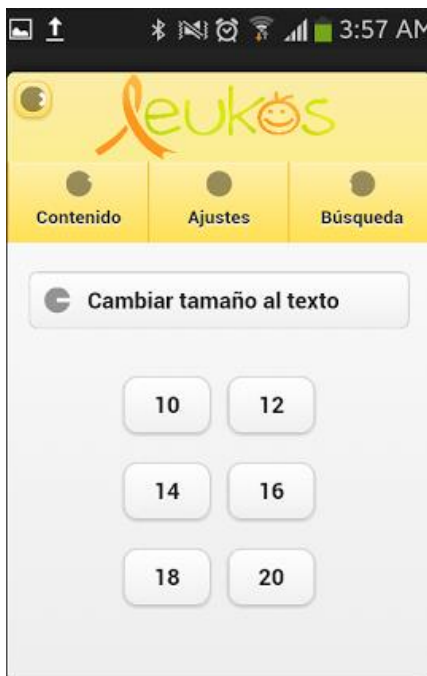 3:57 AM
leukos
Contenido Ajustes Búsqueda
Cambiar tamaño al texto
10 12
14 16
18 20